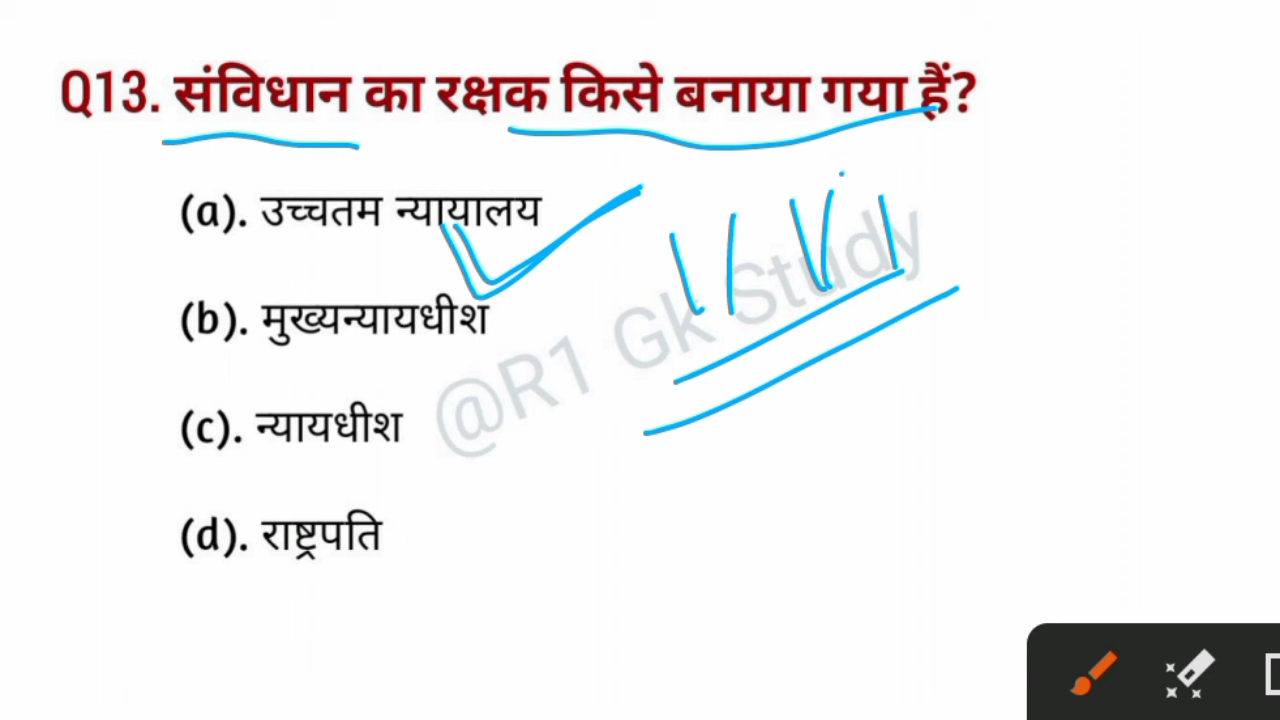 Q13. संविधान का रक्षक किसे बनाया गया हैं?
(a). उच्चतम न्यायालय
(b). मुख्यन्यायधीश
(c). न्यायधीश
(d). राष्ट्रपति
@R1 Gk Study